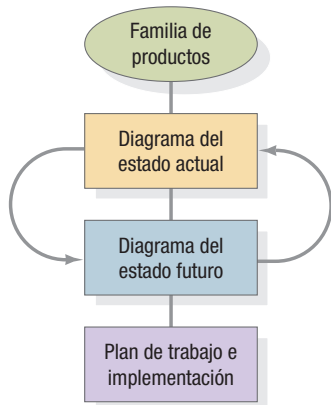 Familia de
productos
Diagrama del
estado actual
Diagrama del
estado futuro
Plan de trabajo e
implementación